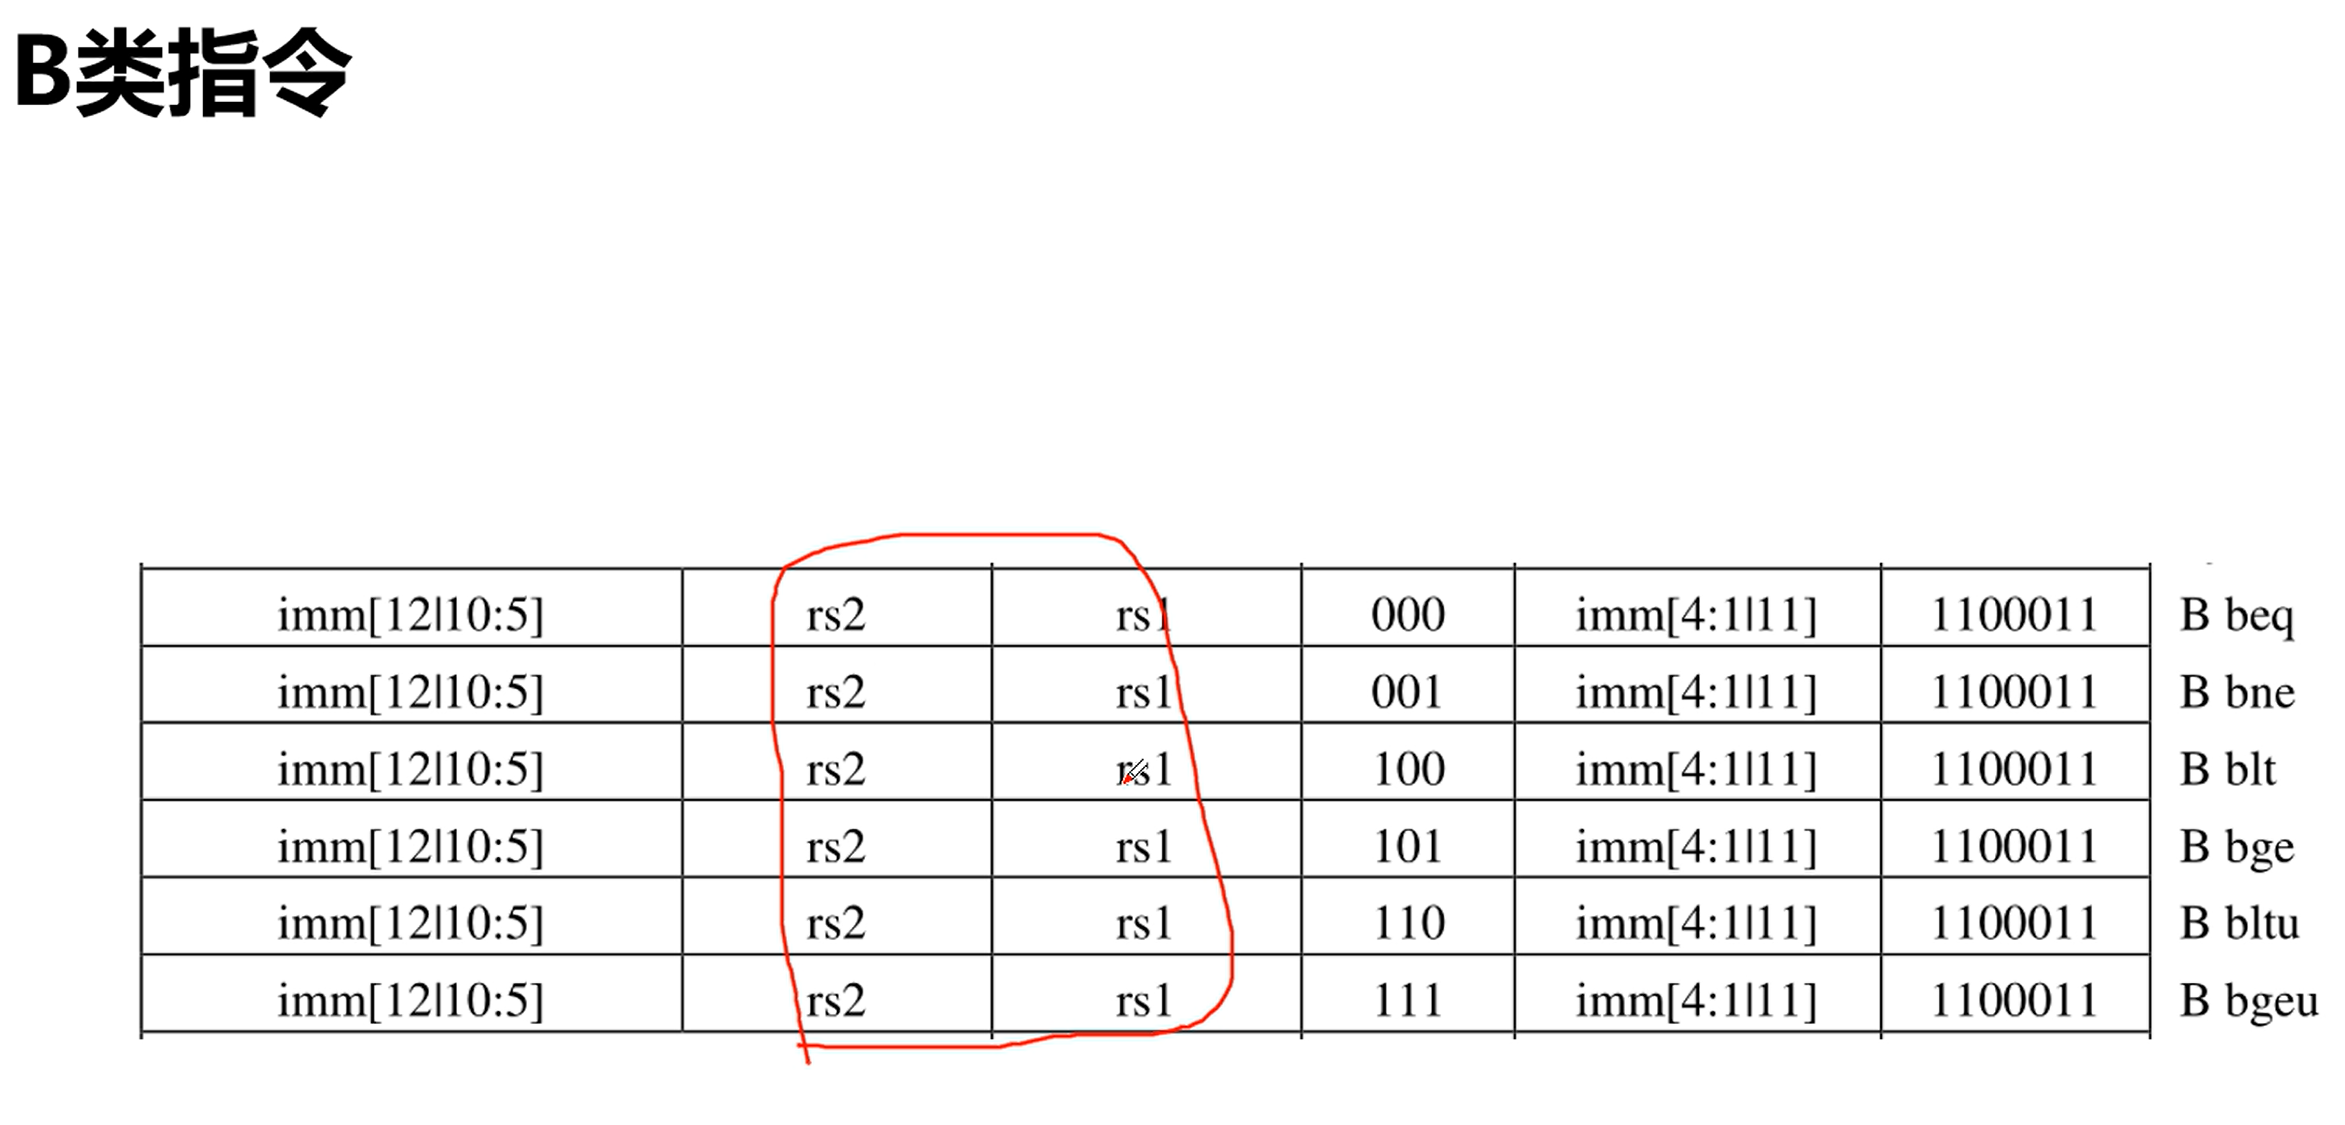 B类指令
imm[12|10:5] rs2 rs1 000 imm[4:1|11] 1100011 B beq
imm[12|10:5] rs2 rs1 001 imm[4:1|11] 1100011 B bne
imm[12|10:5] rs2 rs1 100 imm[4:1|11] 1100011 B blt
imm[12|10:5] rs2 rs1 101 imm[4:1|11] 1100011 B bge
imm[12|10:5] rs2 rs1 110 imm[4:1|11] 1100011 B bltu
imm[12|10:5] rs2 rs1 111 imm[4:1|11] 1100011 B bgeu